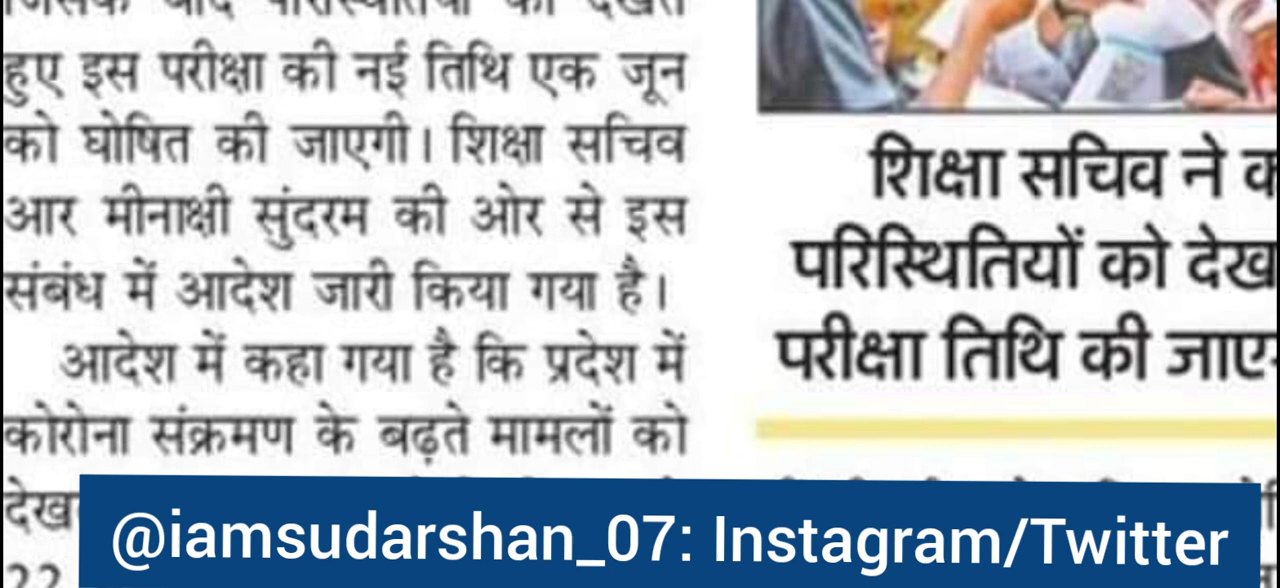 हुए इस परीक्षा की नई तिथि एक जून
को घोषित की जाएगी। शिक्षा सचिव
आर मीनाक्षी सुंदरम की ओर से इस
संबंध में आदेश जारी किया गया है।
आदेश में कहा गया है कि प्रदेश में
कोरोना संक्रमण के बढ़ते मामलों को
शिक्षा सचिव ने
परिस्थितियों को देख
परीक्षा तिथि की जाए
@iamsudarshan_07: Instagram/Twitter